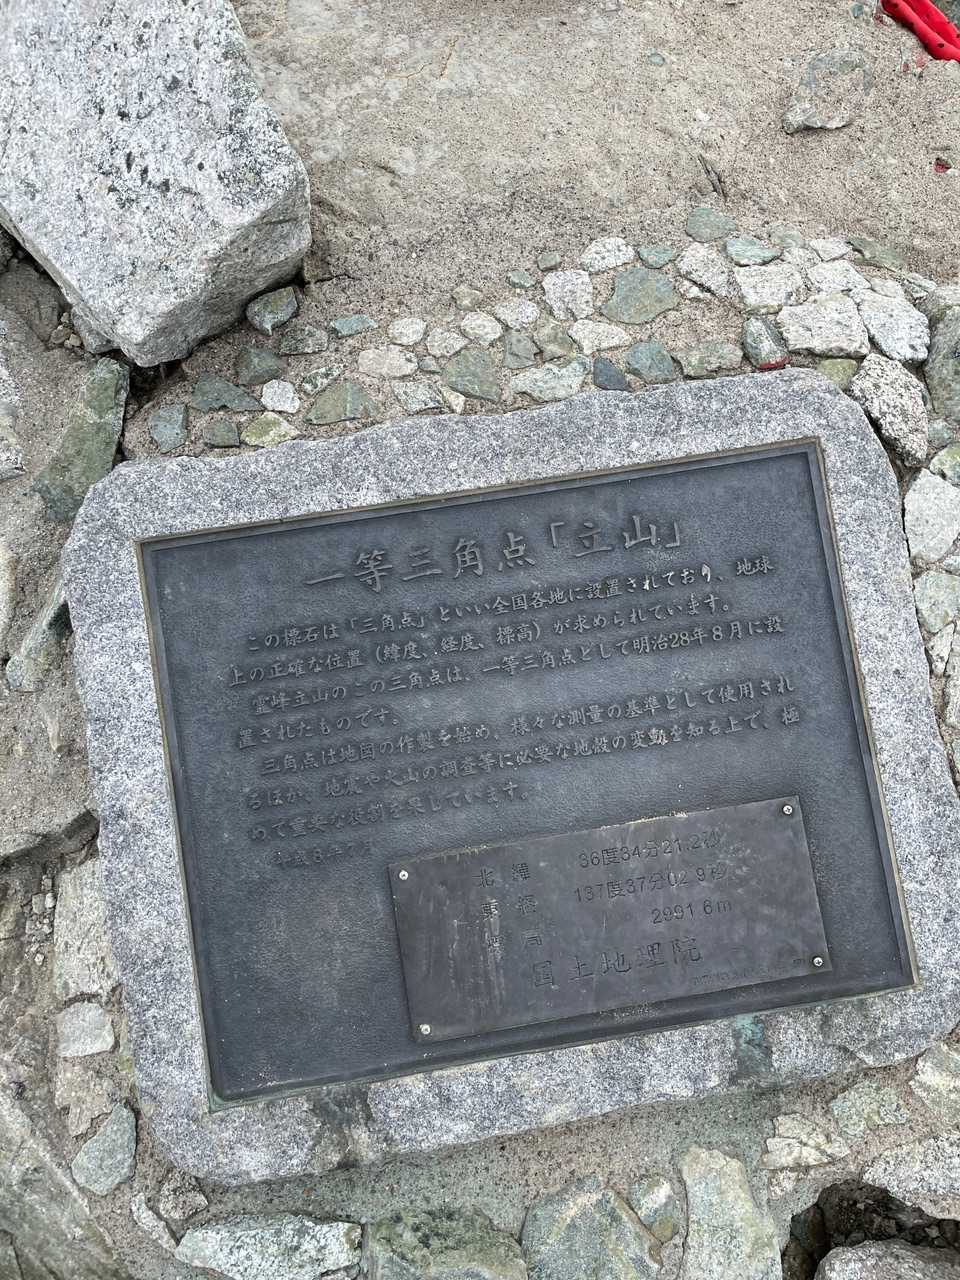 一等三角点「立山」
この標石は「三角点」といい全国各地に設置されており、地球
上の正確な位置（緯度、経度、標高）が求められています。
霊峰立山のこの三角点は、一等三角点として明治28年８月に設
置されたものです。
三角点は地図の作製を始め、様々な測量の基準として使用され
るほか、地震や火山の調査等に必要な地殻の変動を知る上で、極
めて重要な役割を果しています。
平成８年７月
北緯 36度34分21.2秒
東経 137度37分02.9秒
標高 2991.6m
国土地理院